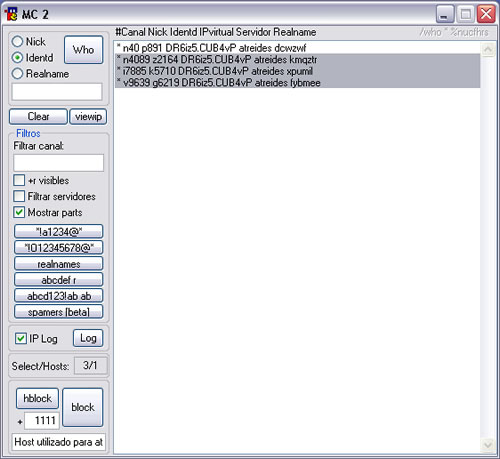 MC 2
#Canal Nick Identd IPvirtual Servidor Realname
/who * %nucfhrs
Nick
Identd
Realname
Who
Clear
viewip
Filtros
Filtrar canal:
+r visibles
Filtrar servidores
Mostrar parts
*!a1234@*
*!012345678@*
realnames
abcdef r
abcd123!ab ab
spamers [beta]
IP Log
Log
Select/Hosts:
3/1
hblock
block
+
1111
Host utilizado para at
* n40 p891 DR6iz5.CUB4vP atreides dcwzwf
* n4089 z2164 DR6iz5.CUB4vP atreides kmqztr
* i7885 k5710 DR6iz5.CUB4vP atreides xpumil
* v9639 g6219 DR6iz5.CUB4vP atreides fybmee